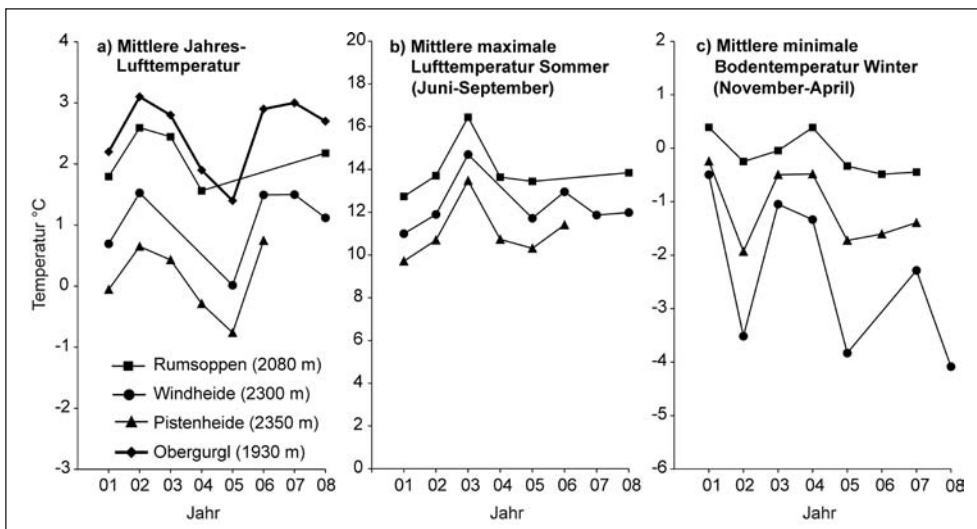 a) Mittlere Jahres-
Lufttemperatur
Temperatur °C
4
3
2
1
0
-1
-2
-3
Rumsoppen (2080 m)
Windheide (2300 m)
Pistenheide (2350 m)
Obergurgl (1930 m)
01 02 03 04 05 06 07 08
Jahr
b) Mittlere maximale
Lufttemperatur Sommer
(Juni-September)
20
18
16
14
12
10
8
6
4
2
0
01 02 03 04 05 06 07 08
Jahr
c) Mittlere minimale
Bodentemperatur Winter
(November-April)
2
1
0
-1
-2
-3
-4
-5
-6
01 02 03 04 05 06 07 08
Jahr